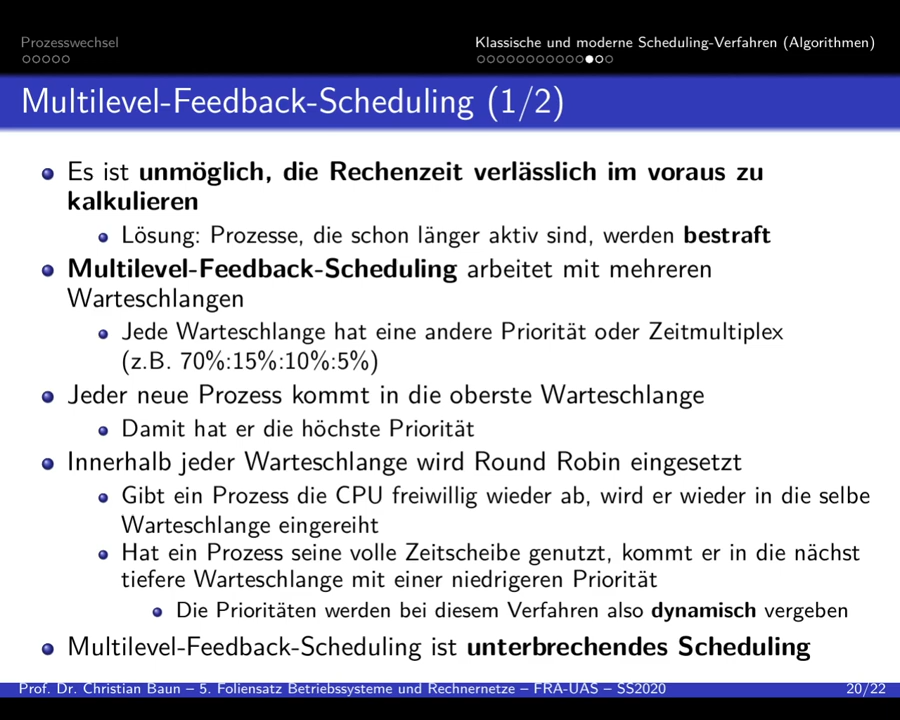 Prozesswechsel
Klassische und moderne Scheduling-Verfahren (Algorithmen)
Multilevel-Feedback-Scheduling (1/2)
Es ist unmöglich, die Rechenzeit verlässlich im voraus zu
kalkulieren
Lösung: Prozesse, die schon länger aktiv sind, werden bestraft
Multilevel-Feedback-Scheduling arbeitet mit mehreren
Warteschlangen
Jede Warteschlange hat eine andere Priorität oder Zeitmultiplex
(z.B. 70%:15%:10%:5%)
Jeder neue Prozess kommt in die oberste Warteschlange
Damit hat er die höchste Priorität
Innerhalb jeder Warteschlange wird Round Robin eingesetzt
Gibt ein Prozess die CPU freiwillig wieder ab, wird er wieder in die selbe
Warteschlange eingereiht
Hat ein Prozess seine volle Zeitscheibe genutzt, kommt er in die nächst
tiefere Warteschlange mit einer niedrigeren Priorität
Die Prioritäten werden bei diesem Verfahren also dynamisch vergeben
Multilevel-Feedback-Scheduling ist unterbrechendes Scheduling
Prof. Dr. Christian Baun – 5. Foliensatz Betriebssysteme und Rechnernetze – FRA-UAS – SS2020
20/22